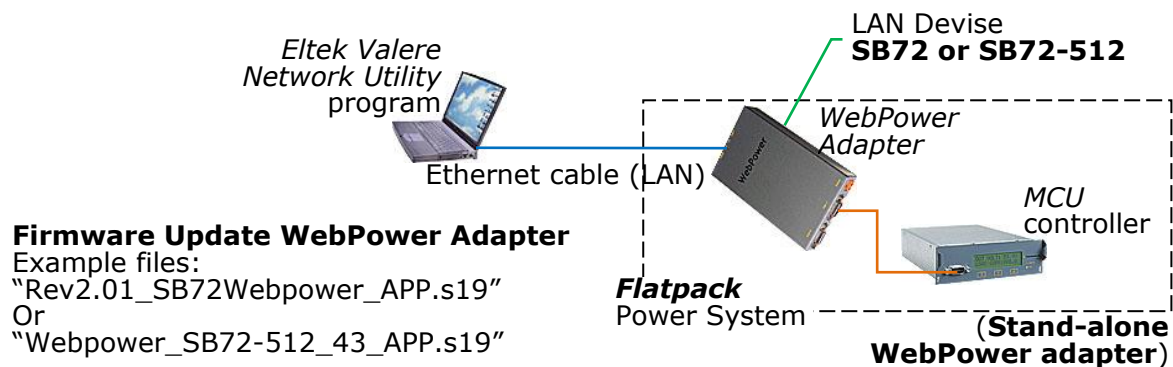 Eltek Valere
Network Utility
program
LAN Devise
SB72 or SB72-512
WebPower
Adapter
WebPower
Ethernet cable (LAN)
MCU
controller
Firmware Update WebPower Adapter
Example files:
“Rev2.01_SB72Webpower_APP.s19”
Or
“Webpower_SB72-512_43_APP.s19”
Flatpack
Power System
(Stand-alone
WebPower adapter)